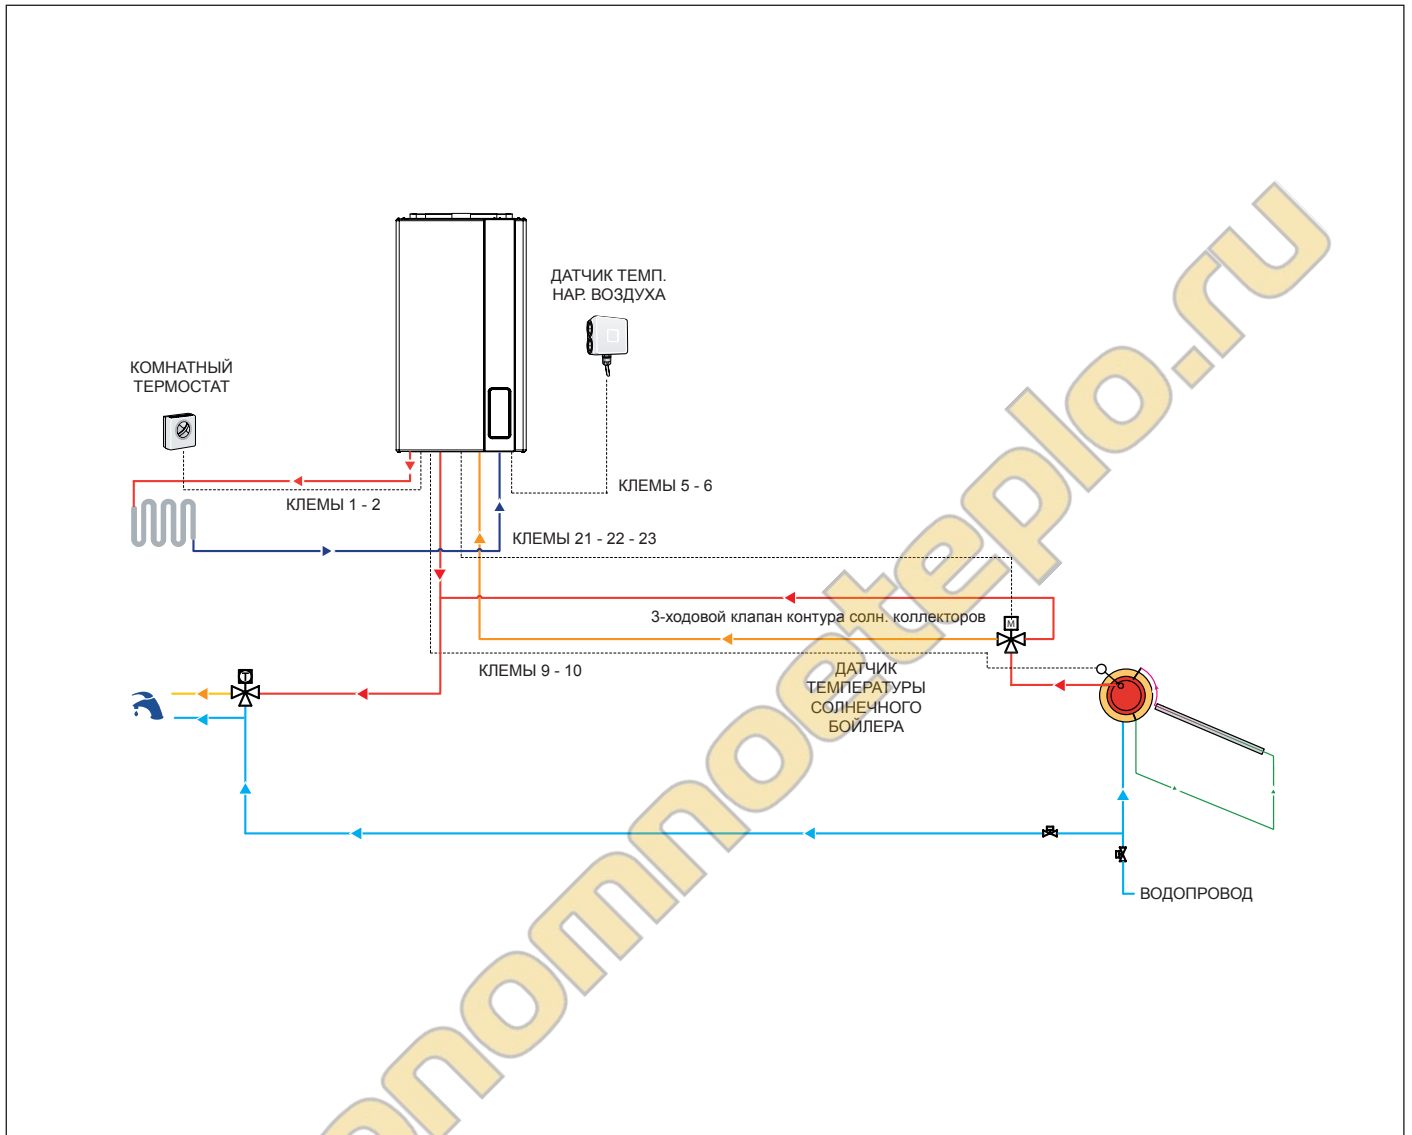 ДАТЧИК ТЕМП.
НАР. ВОЗДУХА
КОМНАТНЫЙ
ТЕРМОСТАТ
КЛЕМЫ 5 - 6
КЛЕМЫ 1 - 2
КЛЕМЫ 21 - 22 - 23
3-ходовой клапан контура солн. коллекторов
M
КЛЕМЫ 9 - 10
ДАТЧИК
ТЕМПЕРАТУРЫ
СОЛНЕЧНОГО
БОЙЛЕРА
T
ВОДОПРОВОД
omnoeteplo.ru